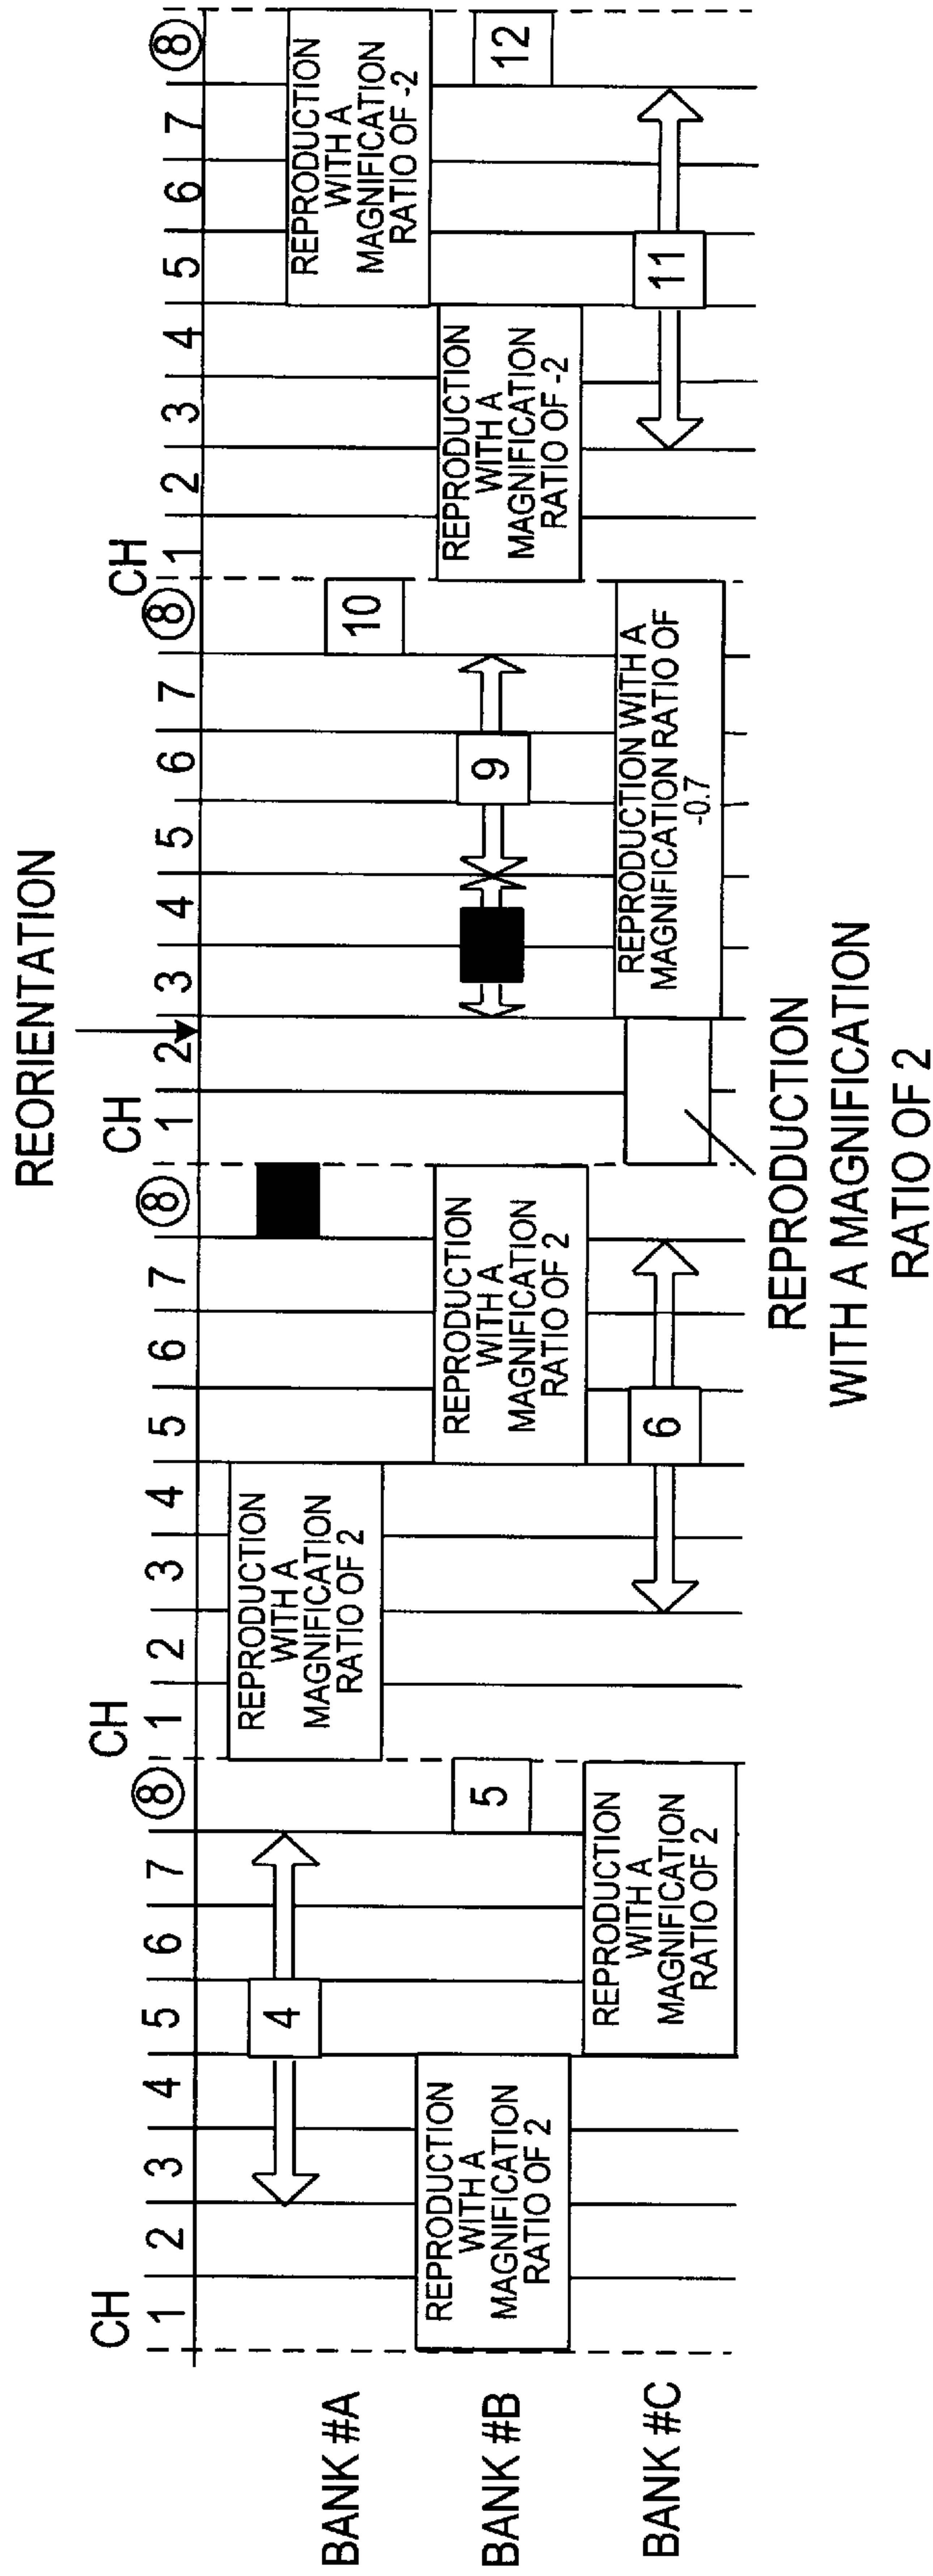 REORIENTATION
CH CH CH CH
1 2 3 4 5 6 7 ⑧ 1 2 3 4 5 6 7 ⑧ 1 2 3 4 5 6 7 ⑧ 1 2 3 4 5 6 7 ⑧
BANK #A
4
REPRODUCTION
WITH A
MAGNIFICATION
RATIO OF 2
10
REPRODUCTION
WITH A
MAGNIFICATION
RATIO OF -2
BANK #B
REPRODUCTION
WITH A
MAGNIFICATION
RATIO OF 2
5
REPRODUCTION
WITH A
MAGNIFICATION
RATIO OF 2
9
REPRODUCTION
WITH A
MAGNIFICATION
RATIO OF -2
12
BANK #C
REPRODUCTION
WITH A
MAGNIFICATION
RATIO OF 2
6
REPRODUCTION WITH A
MAGNIFICATION RATIO OF
-0.7
11
REPRODUCTION
WITH A MAGNIFICATION
RATIO OF 2